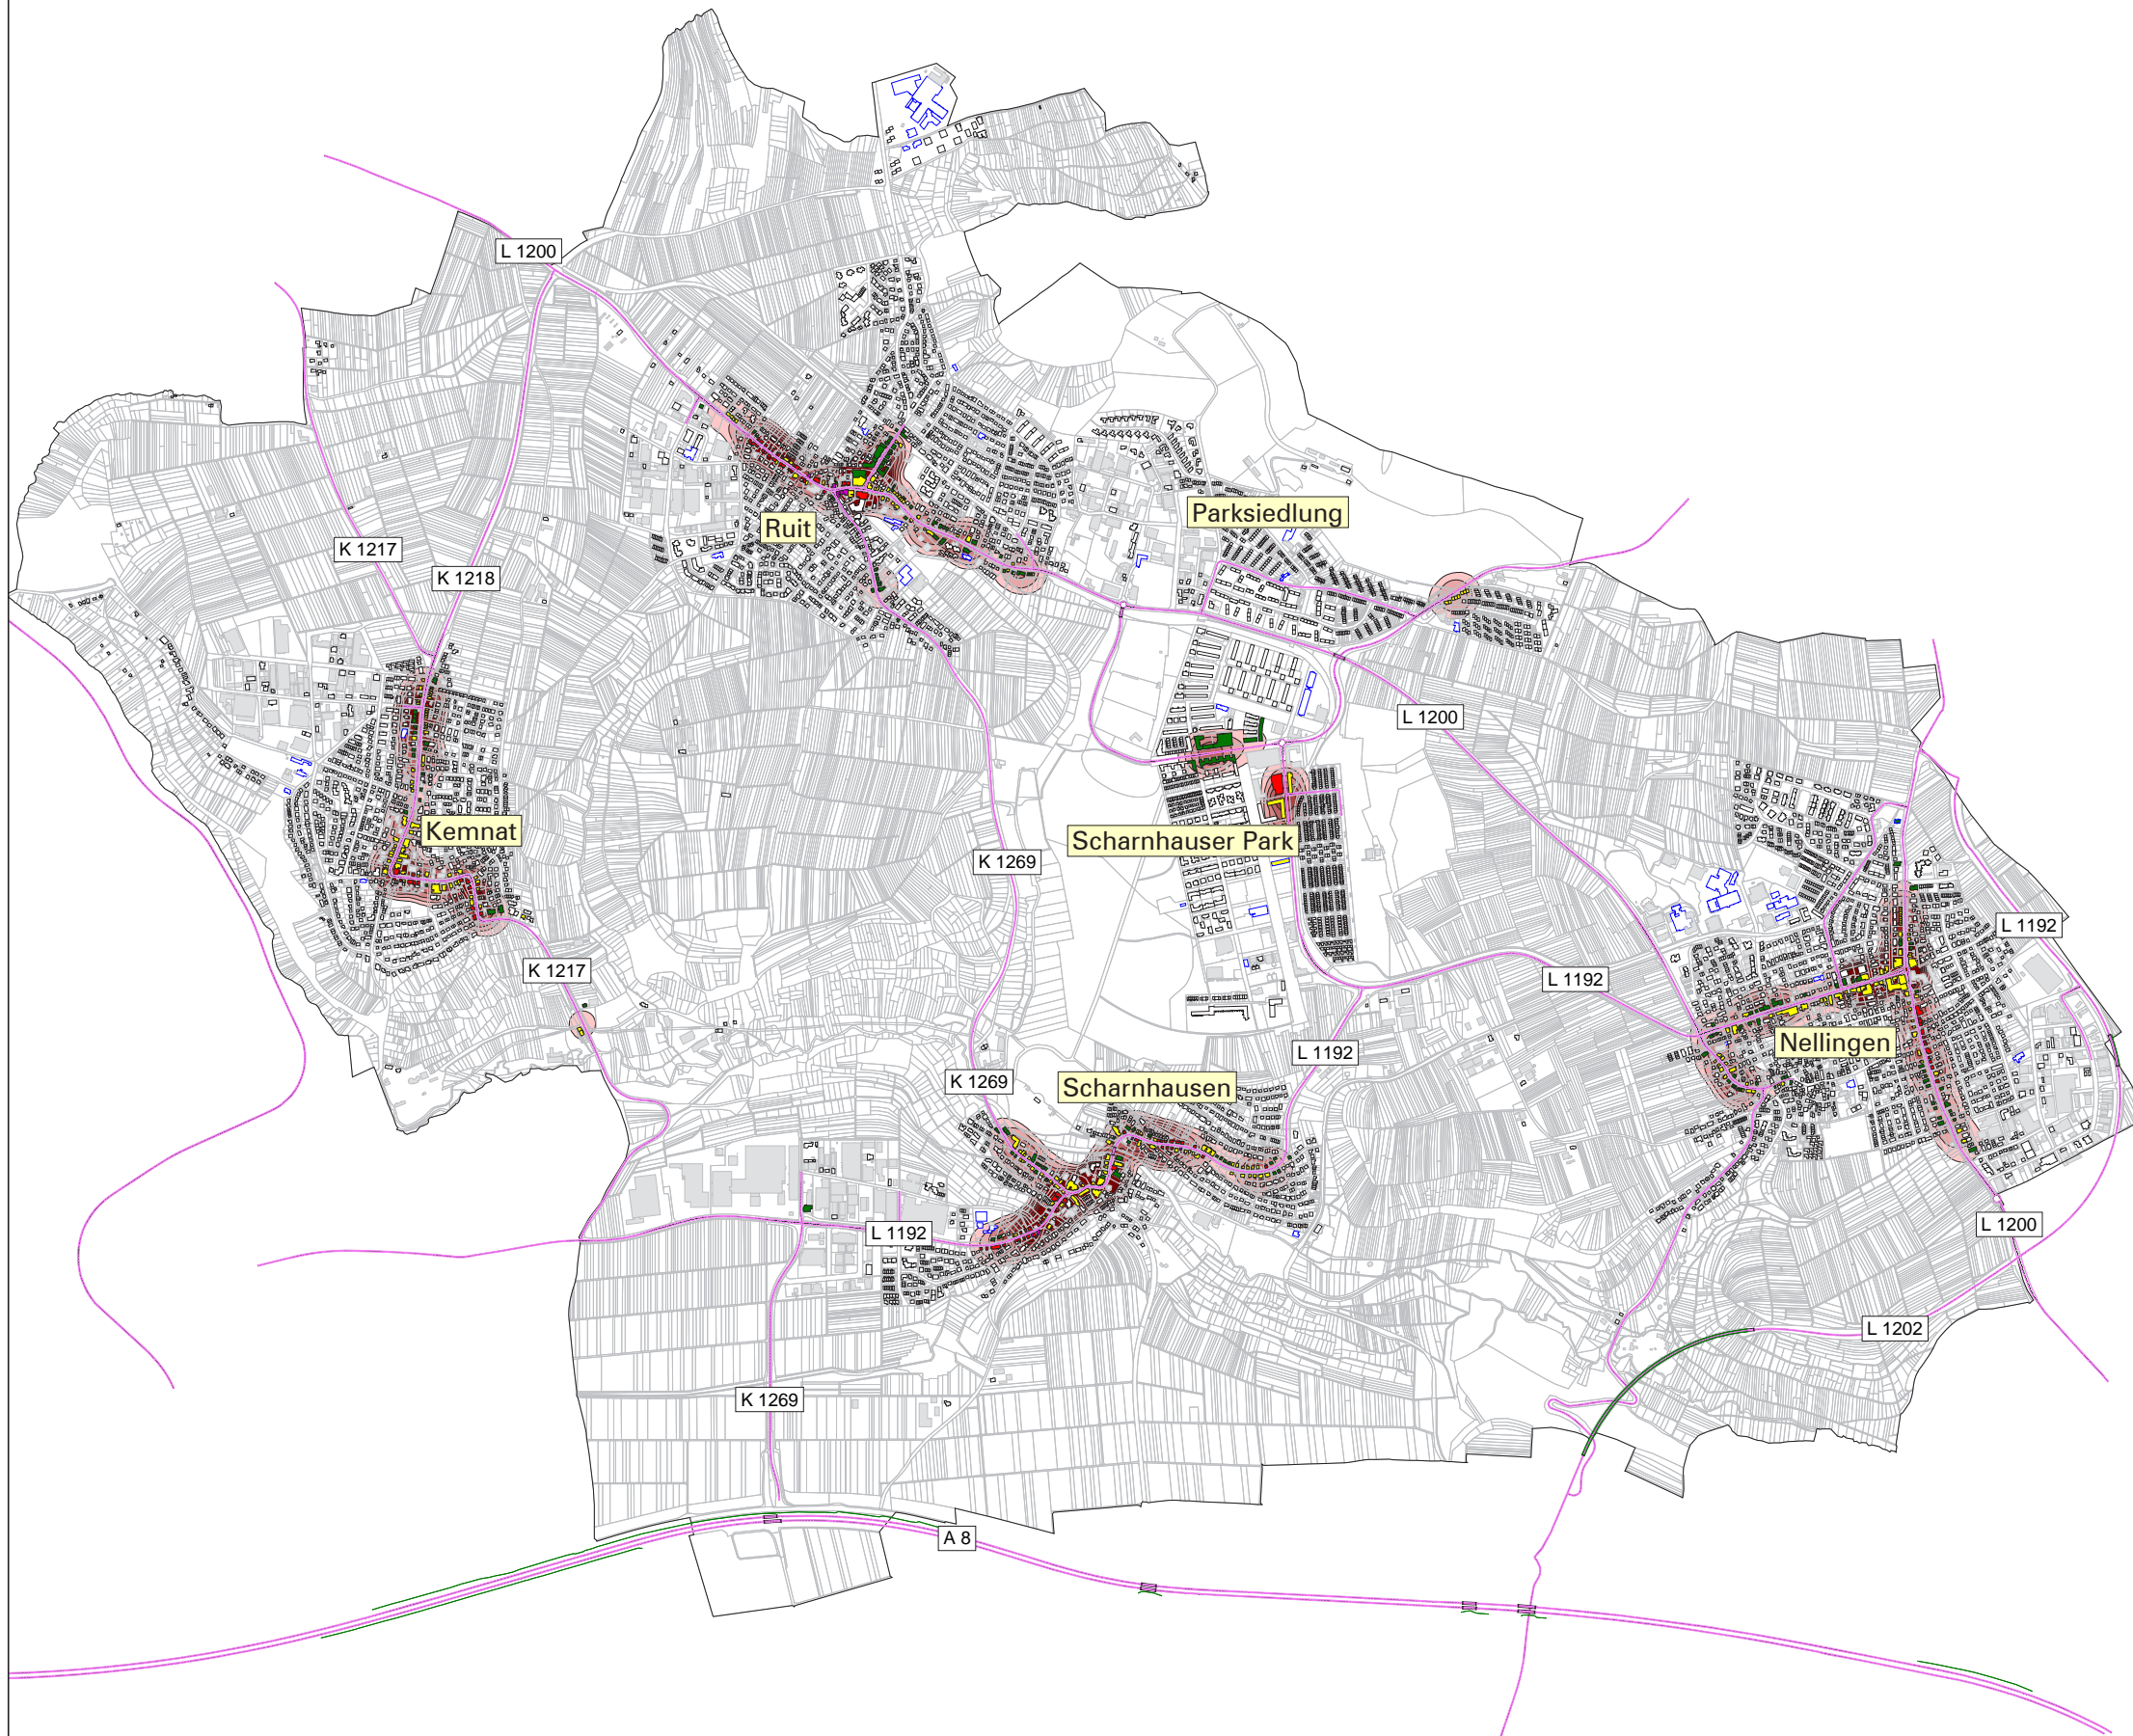 L 1200
Parksiedlung
Ruit
K 1217
K 1218
L 1200
Kemnat
Scharnhauser Park
K 1269
L 1192
K 1217
L 1192
Nellingen
L 1192
K 1269
Scharnhausen
L 1200
L 1192
L 1202
K 1269
A 8